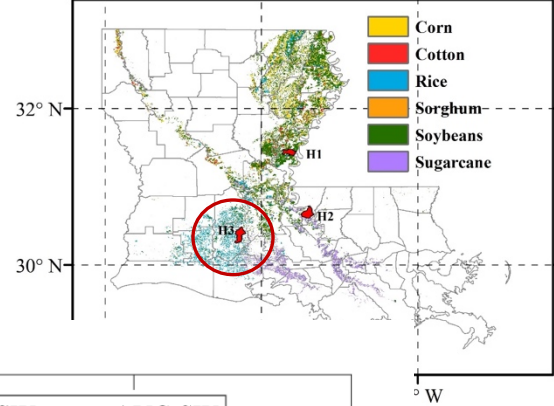 Corn
Cotton
Rice
Sorghum
Soybeans
Sugarcane
32° N
H1
H2
H3
30° N
W